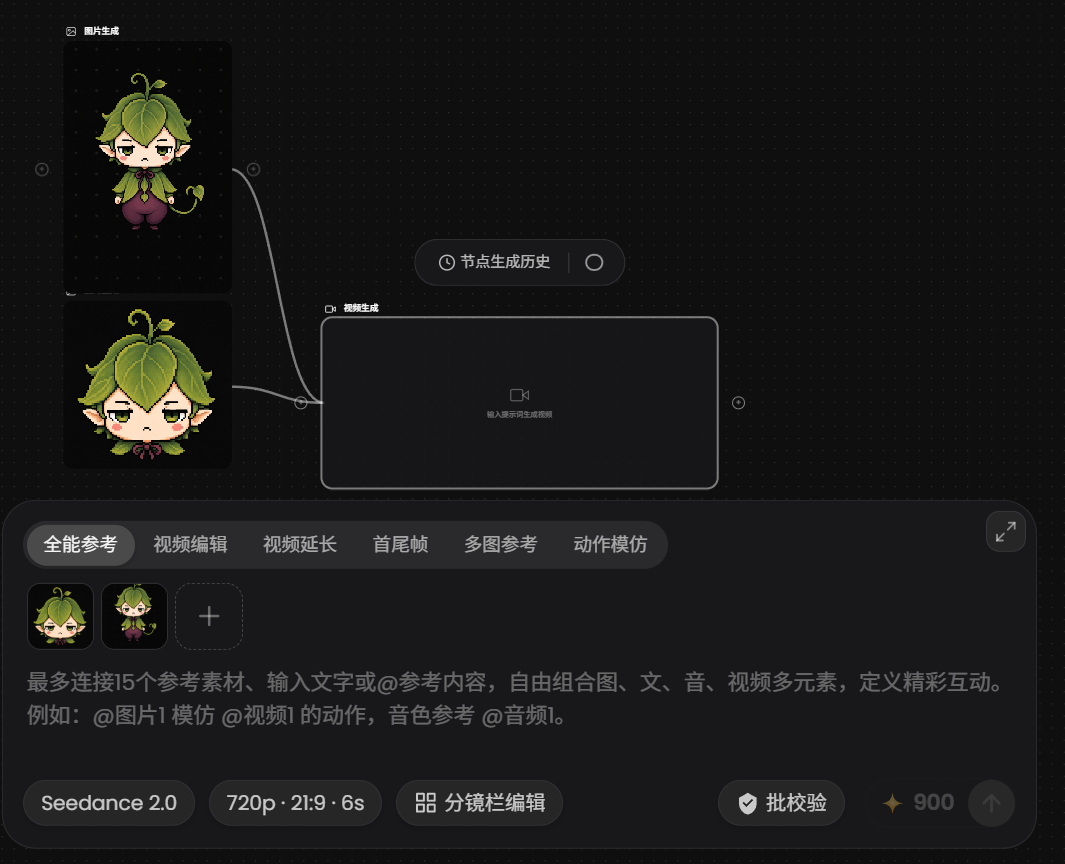 图片生成
节点生成历史
视频生成
输入提示词生成视频
全能参考 视频编辑 视频延长 首尾帧 多图参考 动作模仿
最多连接15个参考素材、输入文字或@参考内容，自由组合图、文、音、视频多元素，定义精彩互动。
例如：@图片1 模仿 @视频1 的动作，音色参考 @音频1。
Seedance 2.0 720p · 21:9 · 6s 分镜栏编辑 批校验 900